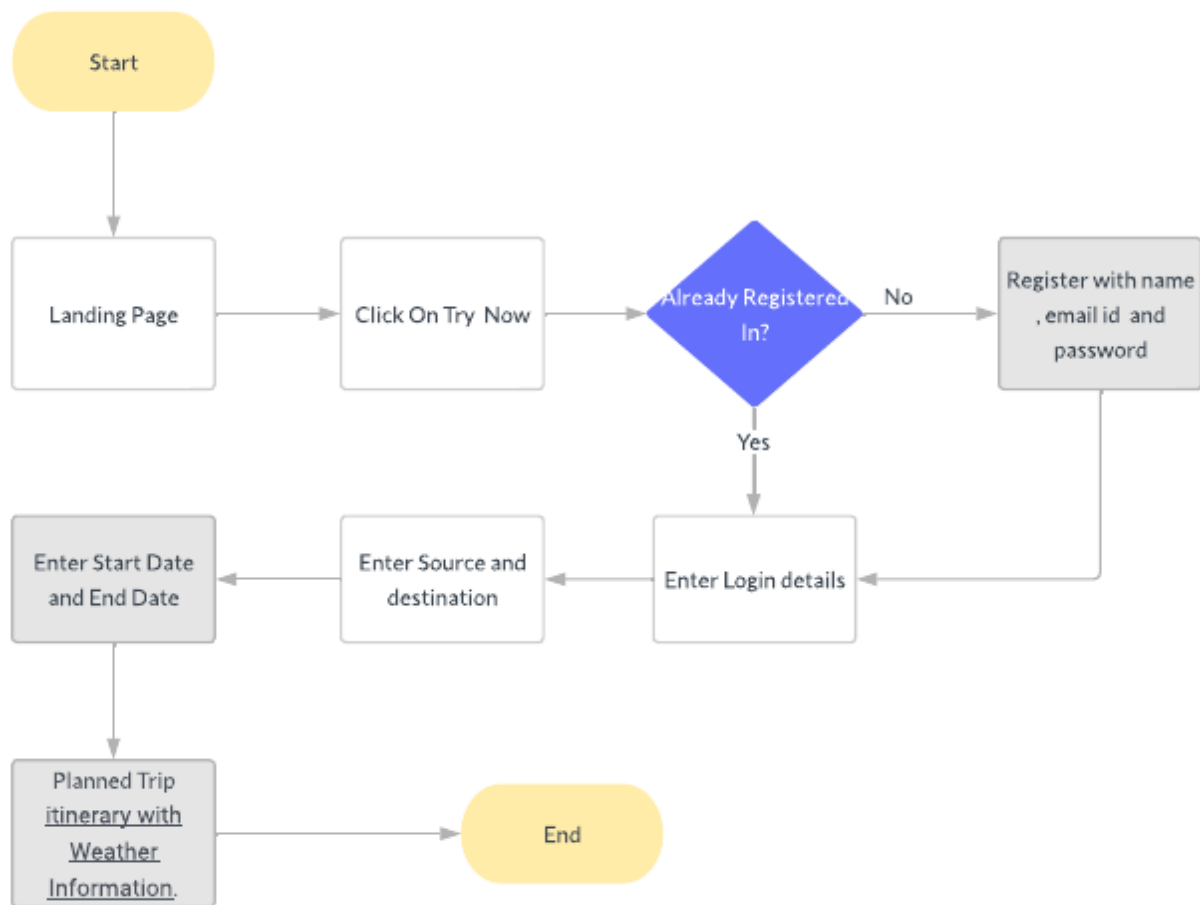 Start
Landing Page
Click On Try Now
Already Registered
In?
No
Register with name
, email id and
password
Yes
Enter Start Date
and End Date
Enter Source and
destination
Enter Login details
Planned Trip
itinerary with
Weather
Information.
End